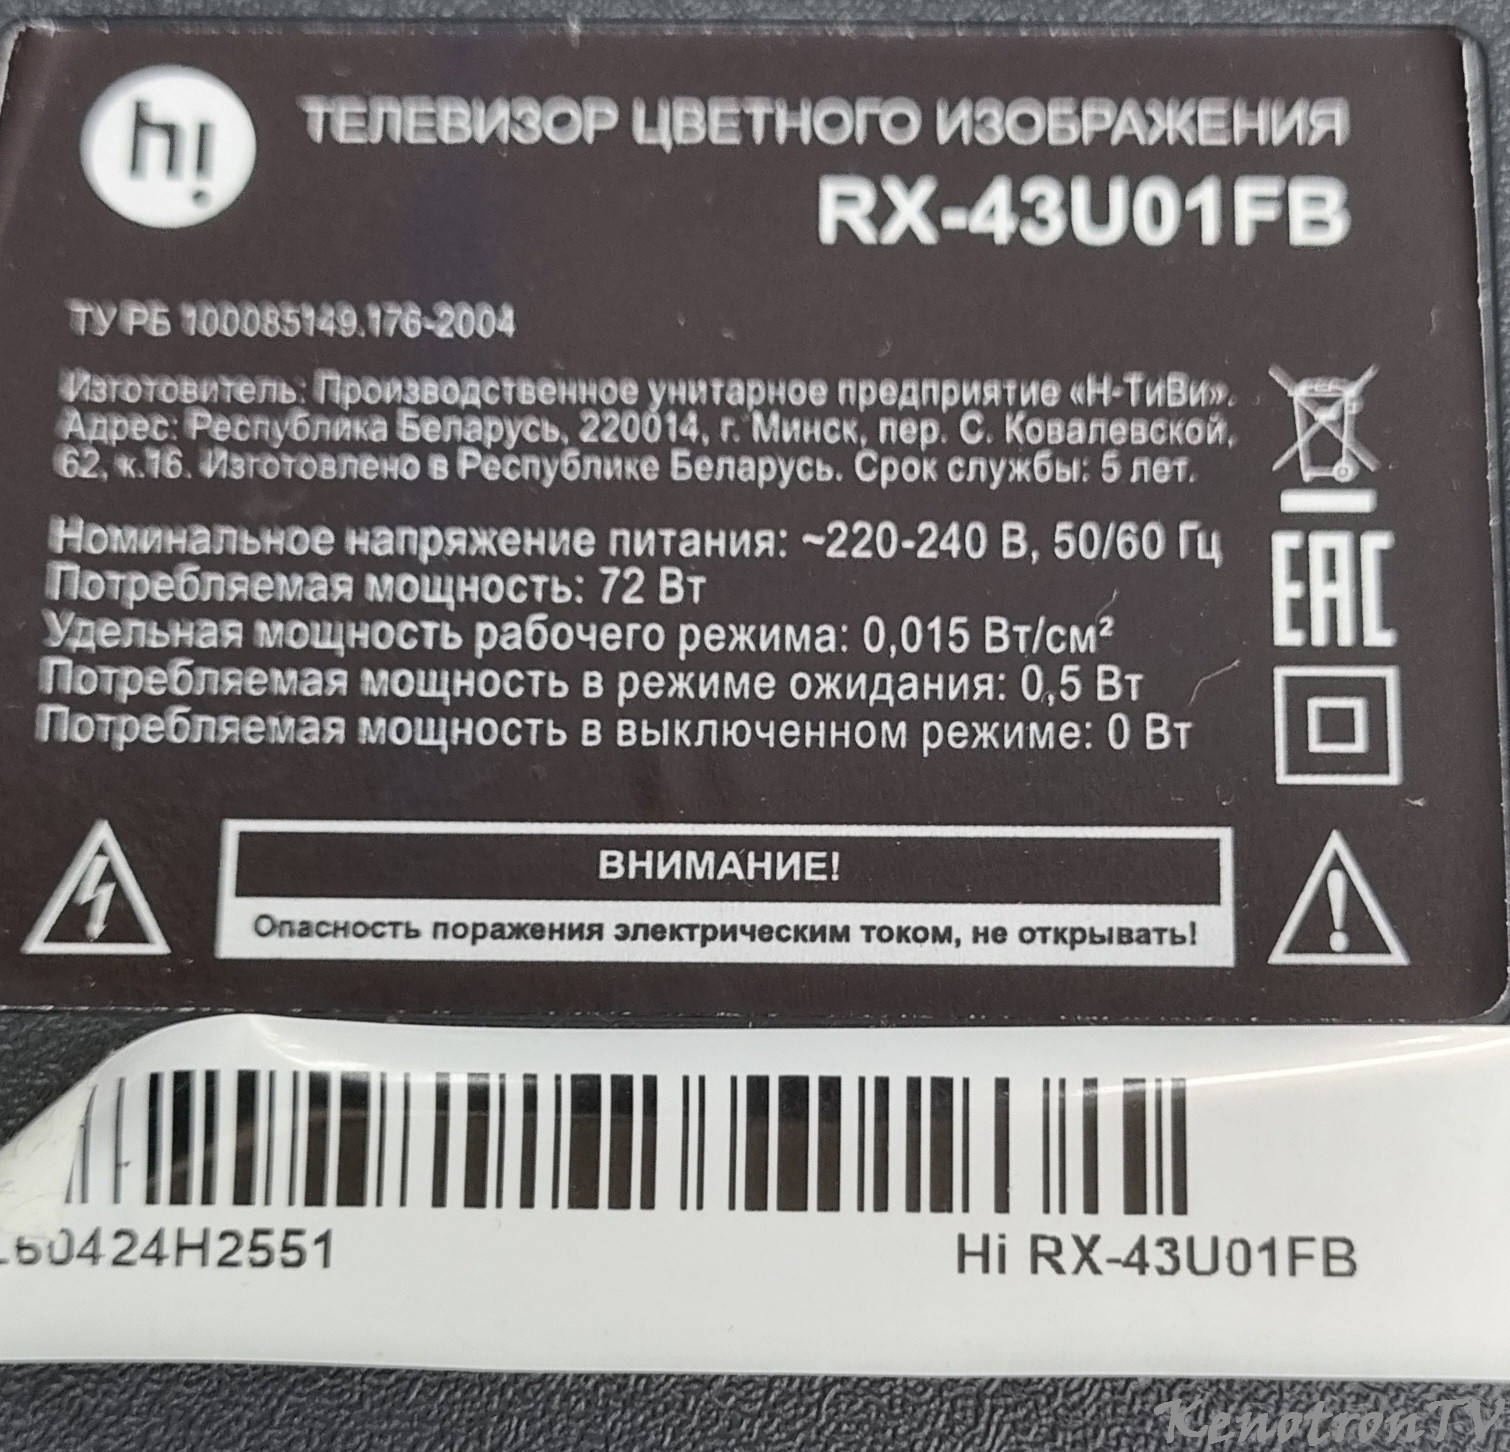 hi
ТЕЛЕВИЗОР ЦВЕТНОГО ИЗОБРАЖЕНИЯ
RX-43U01FB
ТУ РБ 100085149.176-2004
Изготовитель: Производственное унитарное предприятие «Н-ТиВи».
Адрес: Республика Беларусь, 220014, г. Минск, пер. С. Ковалевской,
62, к.16. Изготовлено в Республике Беларусь. Срок службы: 5 лет.
Номинальное напряжение питания: ~220-240 В, 50/60 Гц
Потребляемая мощность: 72 Вт
Удельная мощность рабочего режима: 0,015 Вт/см²
Потребляемая мощность в режиме ожидания: 0,5 Вт
Потребляемая мощность в выключенном режиме: 0 Вт
EAC
ВНИМАНИЕ!
Опасность поражения электрическим током, не открывать!
Hi RX-43U01FB
KenotronTV